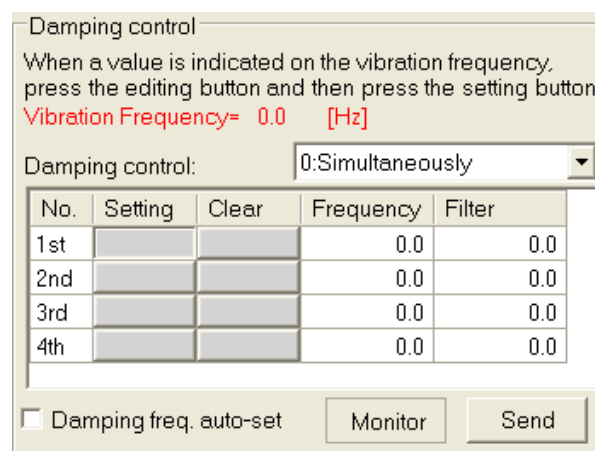 Damping control
When a value is indicated on the vibration frequency,
press the editing button and then press the setting button
Vibration Frequency= 0.0 [Hz]
Damping control: 0:Simultaneously
No. Setting Clear Frequency Filter
1st 0.0 0.0
2nd 0.0 0.0
3rd 0.0 0.0
4th 0.0 0.0
Damping freq. auto-set Monitor Send